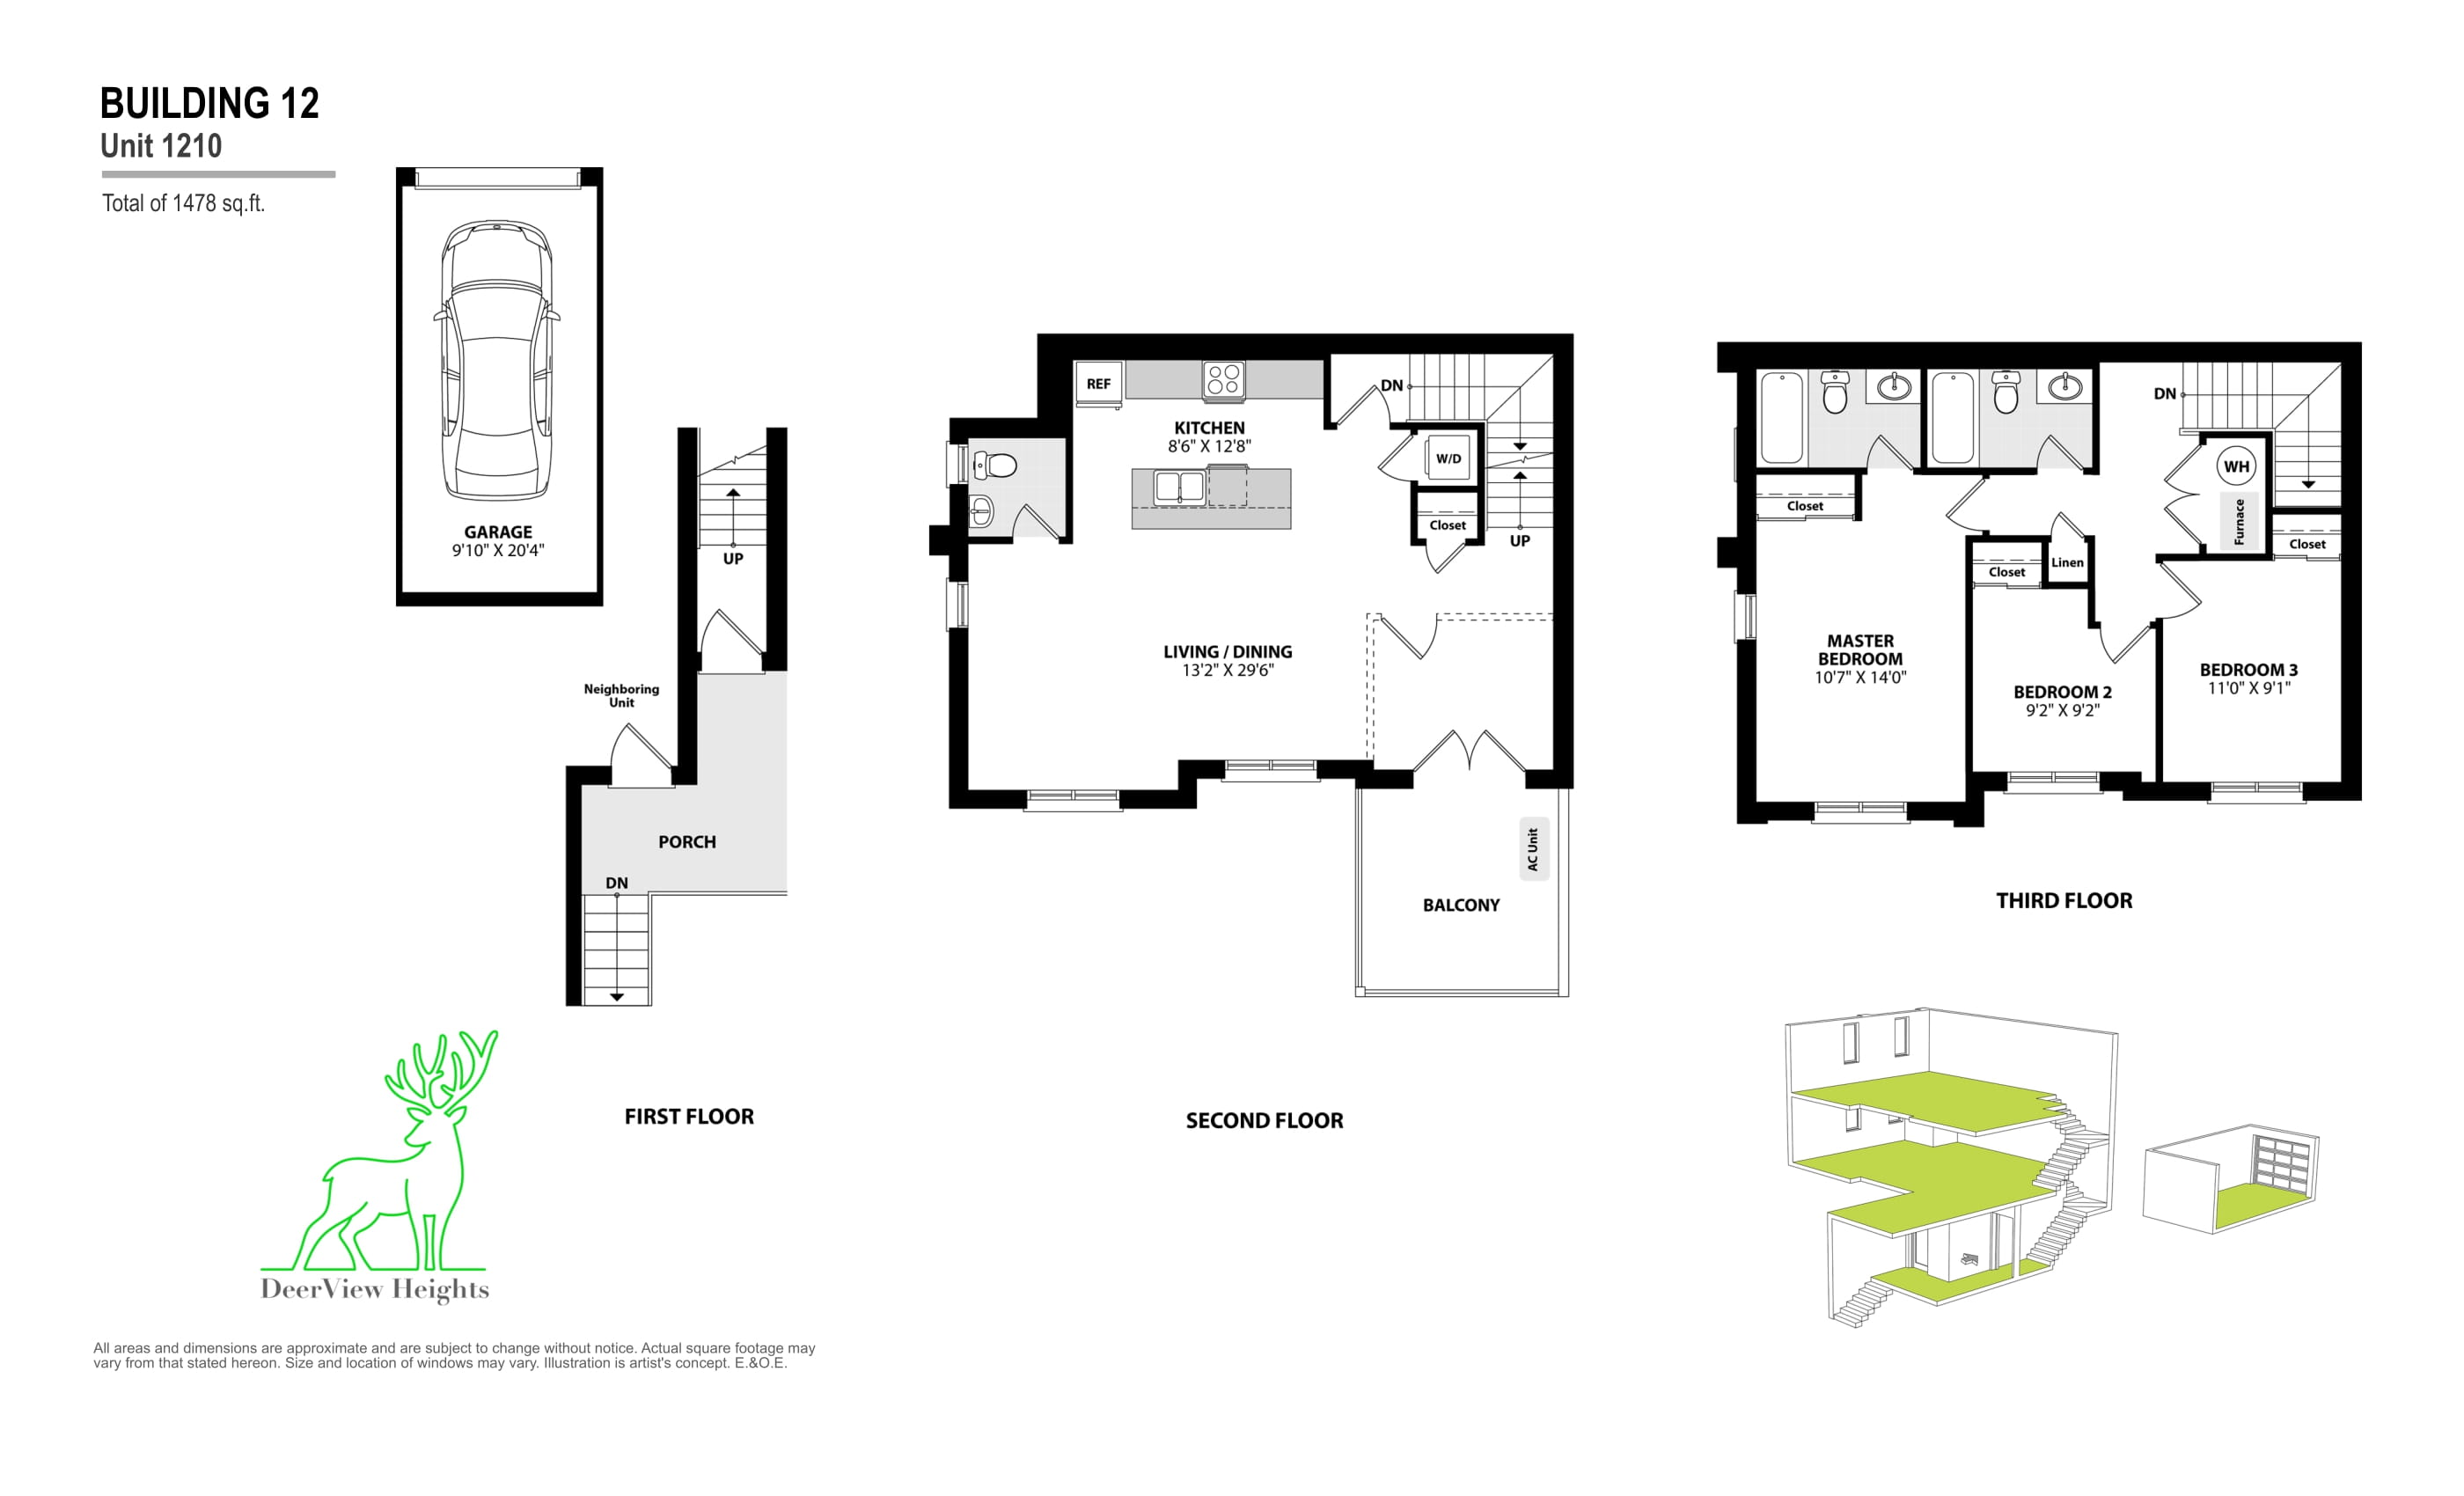 BUILDING 12
Unit 1210
Total of 1478 sq.ft.
GARAGE
9'10" X 20'4"
UP
Neighboring
Unit
PORCH
DN
FIRST FLOOR
REF
KITCHEN
8'6" X 12'8"
DN
W/D
Closet
UP
LIVING / DINING
13'2" X 29'6"
AC Unit
BALCONY
SECOND FLOOR
DN
WH
Furnace
Closet
Closet
Closet
Linen
MASTER
BEDROOM
10'7" X 14'0"
BEDROOM 2
9'2" X 9'2"
BEDROOM 3
11'0" X 9'1"
THIRD FLOOR
DeerView Heights
All areas and dimensions are approximate and are subject to change without notice. Actual square footage may
vary from that stated hereon. Size and location of windows may vary. Illustration is artist's concept. E.&O.E.